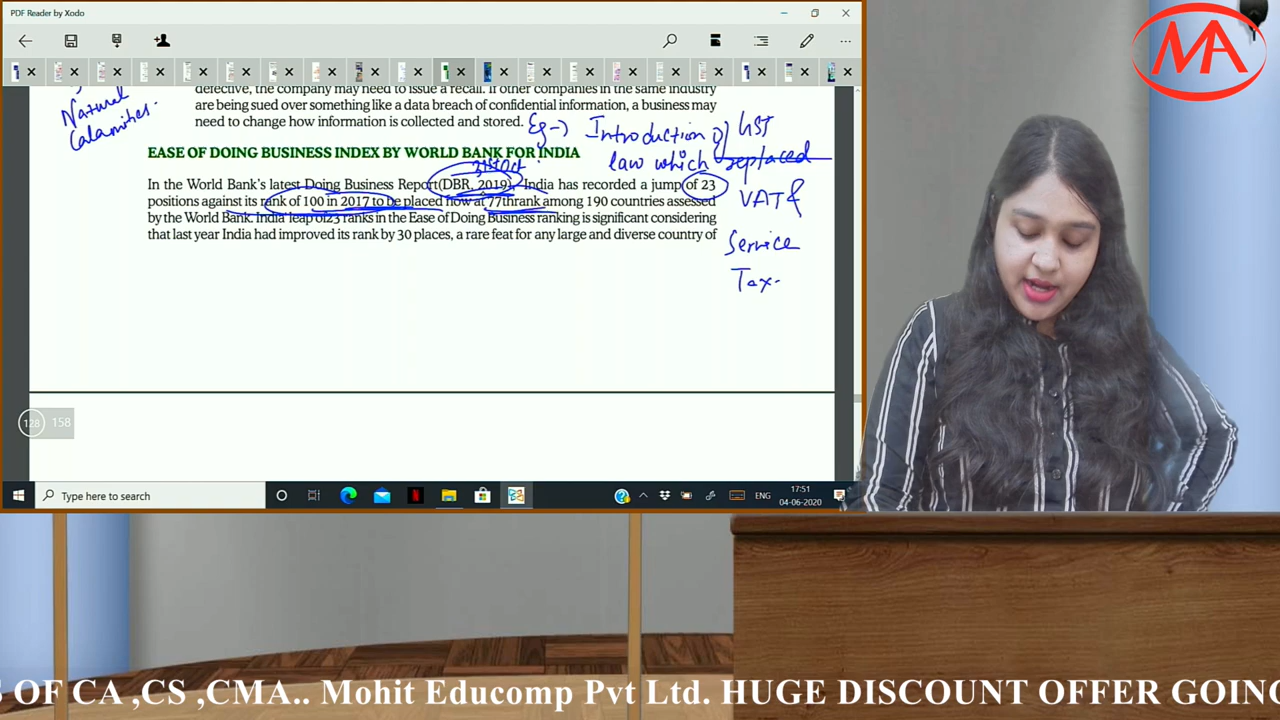 PDF Reader by Xodo
MA
defective, the company may need to issue a recall. If other companies in the same industry
are being sued over something like a data breach of confidential information, a business may
need to change how information is collected and stored.
Natural
Calamities.
Eg→ Introduction of GST
law which replaced
VAT &
Service
Tax.
EASE OF DOING BUSINESS INDEX BY WORLD BANK FOR INDIA
31st Oct.
In the World Bank's latest Doing Business Report(DBR, 2019), India has recorded a jump of 23
positions against its rank of 100 in 2017 to be placed now at 77thrank among 190 countries assessed
by the World Bank. India leap of23 ranks in the Ease of Doing Business ranking is significant considering
that last year India had improved its rank by 30 places, a rare feat for any large and diverse country of
128 158
Type here to search
ENG
17:51
04-06-2020
S OF CA ,CS ,CMA.. Mohit Educomp Pvt Ltd. HUGE DISCOUNT OFFER GOING